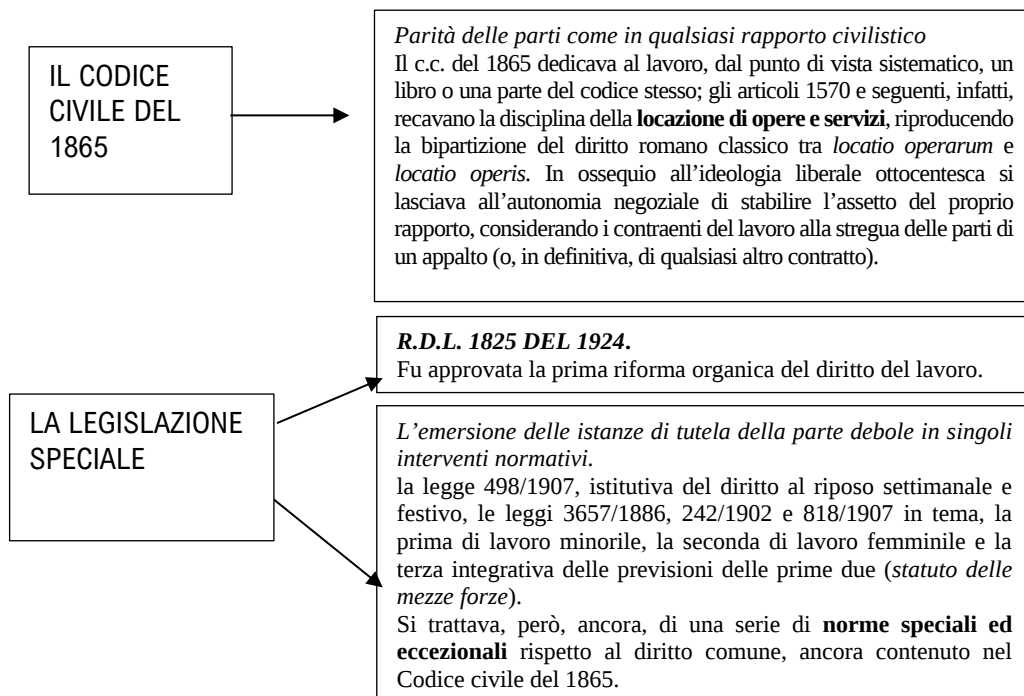 IL CODICE
CIVILE DEL
1865
Parità delle parti come in qualsiasi rapporto civilistico
Il c.c. del 1865 dedicava al lavoro, dal punto di vista sistematico, un
libro o una parte del codice stesso; gli articoli 1570 e seguenti, infatti,
recavano la disciplina della locazione di opere e servizi, riproducendo
la bipartizione del diritto romano classico tra locatio operarum e
locatio operis. In ossequio all’ideologia liberale ottocentesca si
lasciava all’autonomia negoziale di stabilire l’assetto del proprio
rapporto, considerando i contraenti del lavoro alla stregua delle parti di
un appalto (o, in definitiva, di qualsiasi altro contratto).
LA LEGISLAZIONE
SPECIALE
R.D.L. 1825 DEL 1924.
Fu approvata la prima riforma organica del diritto del lavoro.
L’emersione delle istanze di tutela della parte debole in singoli
interventi normativi.
la legge 498/1907, istitutiva del diritto al riposo settimanale e
festivo, le leggi 3657/1886, 242/1902 e 818/1907 in tema, la
prima di lavoro minorile, la seconda di lavoro femminile e la
terza integrativa delle previsioni delle prime due (statuto delle
mezze forze).
Si trattava, però, ancora, di una serie di norme speciali ed
eccezionali rispetto al diritto comune, ancora contenuto nel
Codice civile del 1865.